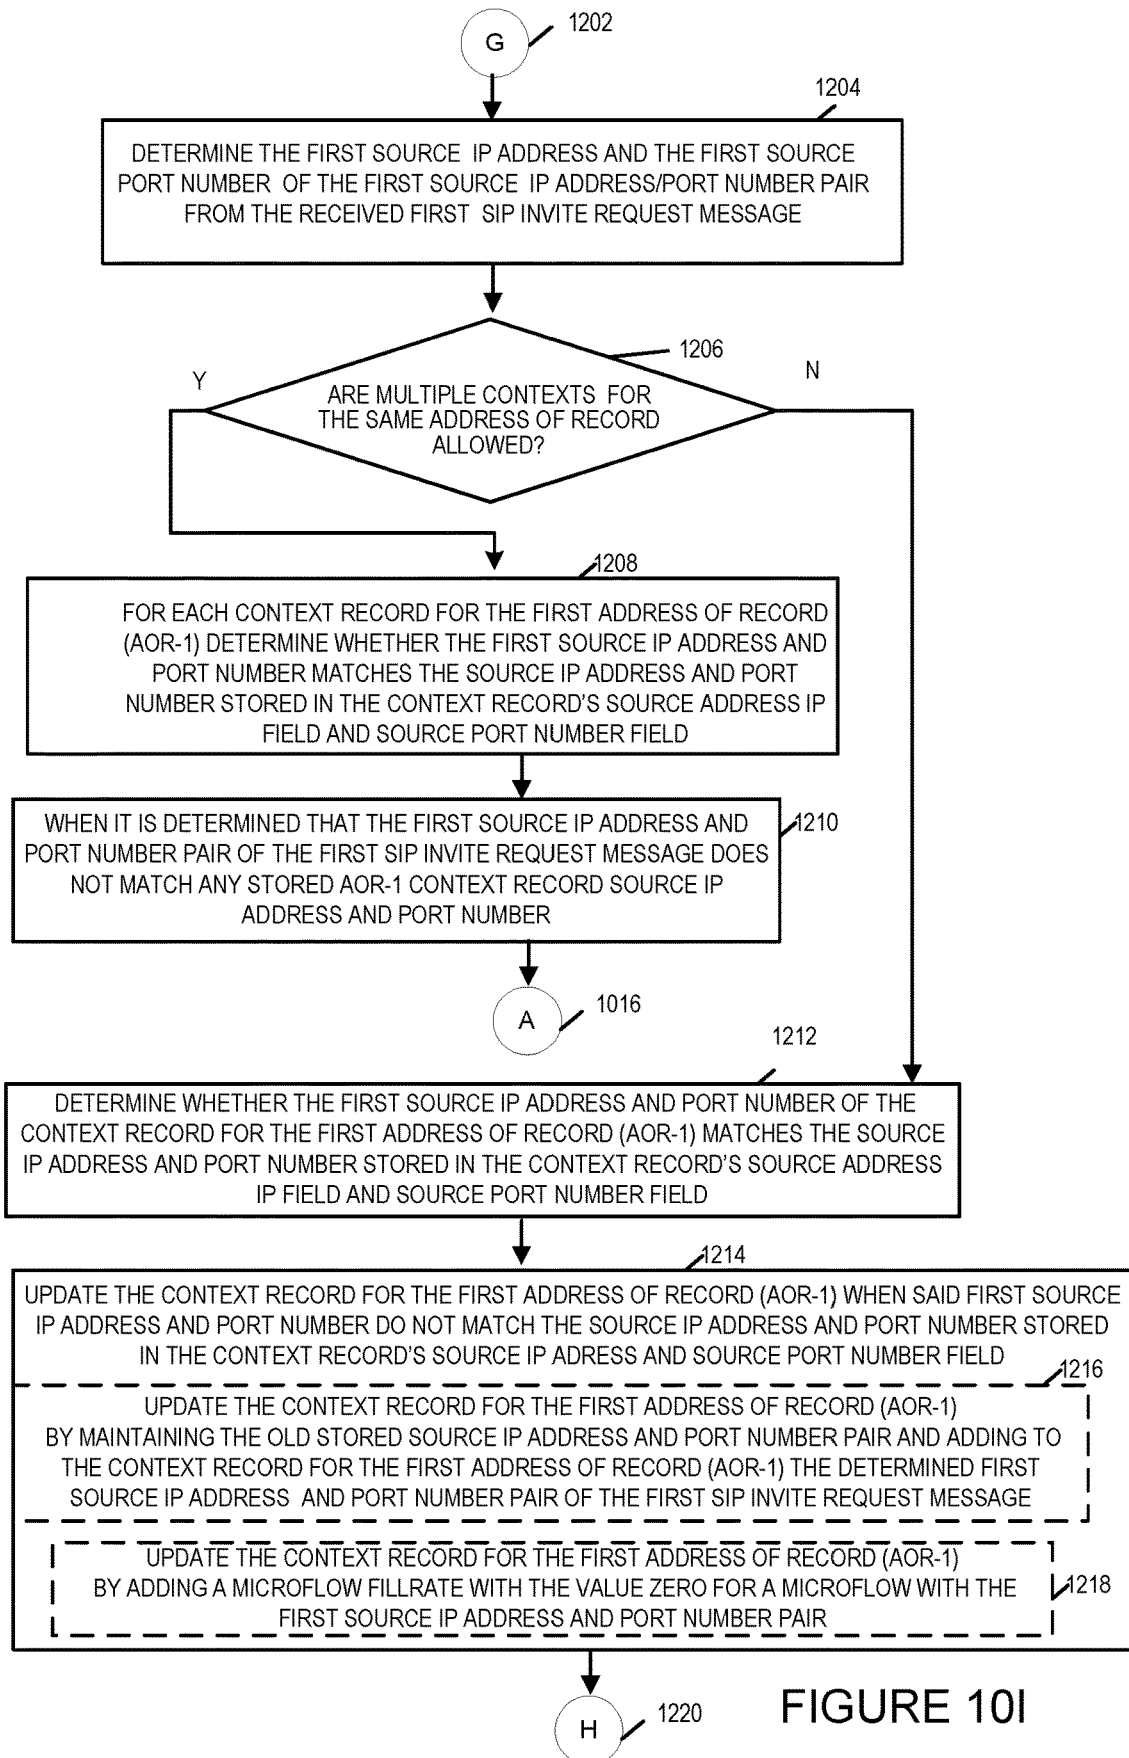 G
1202
1204
DETERMINE THE FIRST SOURCE IP ADDRESS AND THE FIRST SOURCE
PORT NUMBER OF THE FIRST SOURCE IP ADDRESS/PORT NUMBER PAIR
FROM THE RECEIVED FIRST SIP INVITE REQUEST MESSAGE
1206
Y
N
ARE MULTIPLE CONTEXTS FOR
THE SAME ADDRESS OF RECORD
ALLOWED?
1208
FOR EACH CONTEXT RECORD FOR THE FIRST ADDRESS OF RECORD
(AOR-1) DETERMINE WHETHER THE FIRST SOURCE IP ADDRESS AND
PORT NUMBER MATCHES THE SOURCE IP ADDRESS AND PORT
NUMBER STORED IN THE CONTEXT RECORD'S SOURCE ADDRESS IP
FIELD AND SOURCE PORT NUMBER FIELD
1210
WHEN IT IS DETERMINED THAT THE FIRST SOURCE IP ADDRESS AND
PORT NUMBER PAIR OF THE FIRST SIP INVITE REQUEST MESSAGE DOES
NOT MATCH ANY STORED AOR-1 CONTEXT RECORD SOURCE IP
ADDRESS AND PORT NUMBER
A
1016
1212
DETERMINE WHETHER THE FIRST SOURCE IP ADDRESS AND PORT NUMBER OF THE
CONTEXT RECORD FOR THE FIRST ADDRESS OF RECORD (AOR-1) MATCHES THE SOURCE
IP ADDRESS AND PORT NUMBER STORED IN THE CONTEXT RECORD'S SOURCE ADDRESS
IP FIELD AND SOURCE PORT NUMBER FIELD
1214
UPDATE THE CONTEXT RECORD FOR THE FIRST ADDRESS OF RECORD (AOR-1) WHEN SAID FIRST SOURCE
IP ADDRESS AND PORT NUMBER DO NOT MATCH THE SOURCE IP ADDRESS AND PORT NUMBER STORED
IN THE CONTEXT RECORD'S SOURCE IP ADRESS AND SOURCE PORT NUMBER FIELD
1216
UPDATE THE CONTEXT RECORD FOR THE FIRST ADDRESS OF RECORD (AOR-1)
BY MAINTAINING THE OLD STORED SOURCE IP ADDRESS AND PORT NUMBER PAIR AND ADDING TO
THE CONTEXT RECORD FOR THE FIRST ADDRESS OF RECORD (AOR-1) THE DETERMINED FIRST
SOURCE IP ADDRESS AND PORT NUMBER PAIR OF THE FIRST SIP INVITE REQUEST MESSAGE
UPDATE THE CONTEXT RECORD FOR THE FIRST ADDRESS OF RECORD (AOR-1)
BY ADDING A MICROFLOW FILLRATE WITH THE VALUE ZERO FOR A MICROFLOW WITH THE
FIRST SOURCE IP ADDRESS AND PORT NUMBER PAIR
1218
H
1220
FIGURE 10I